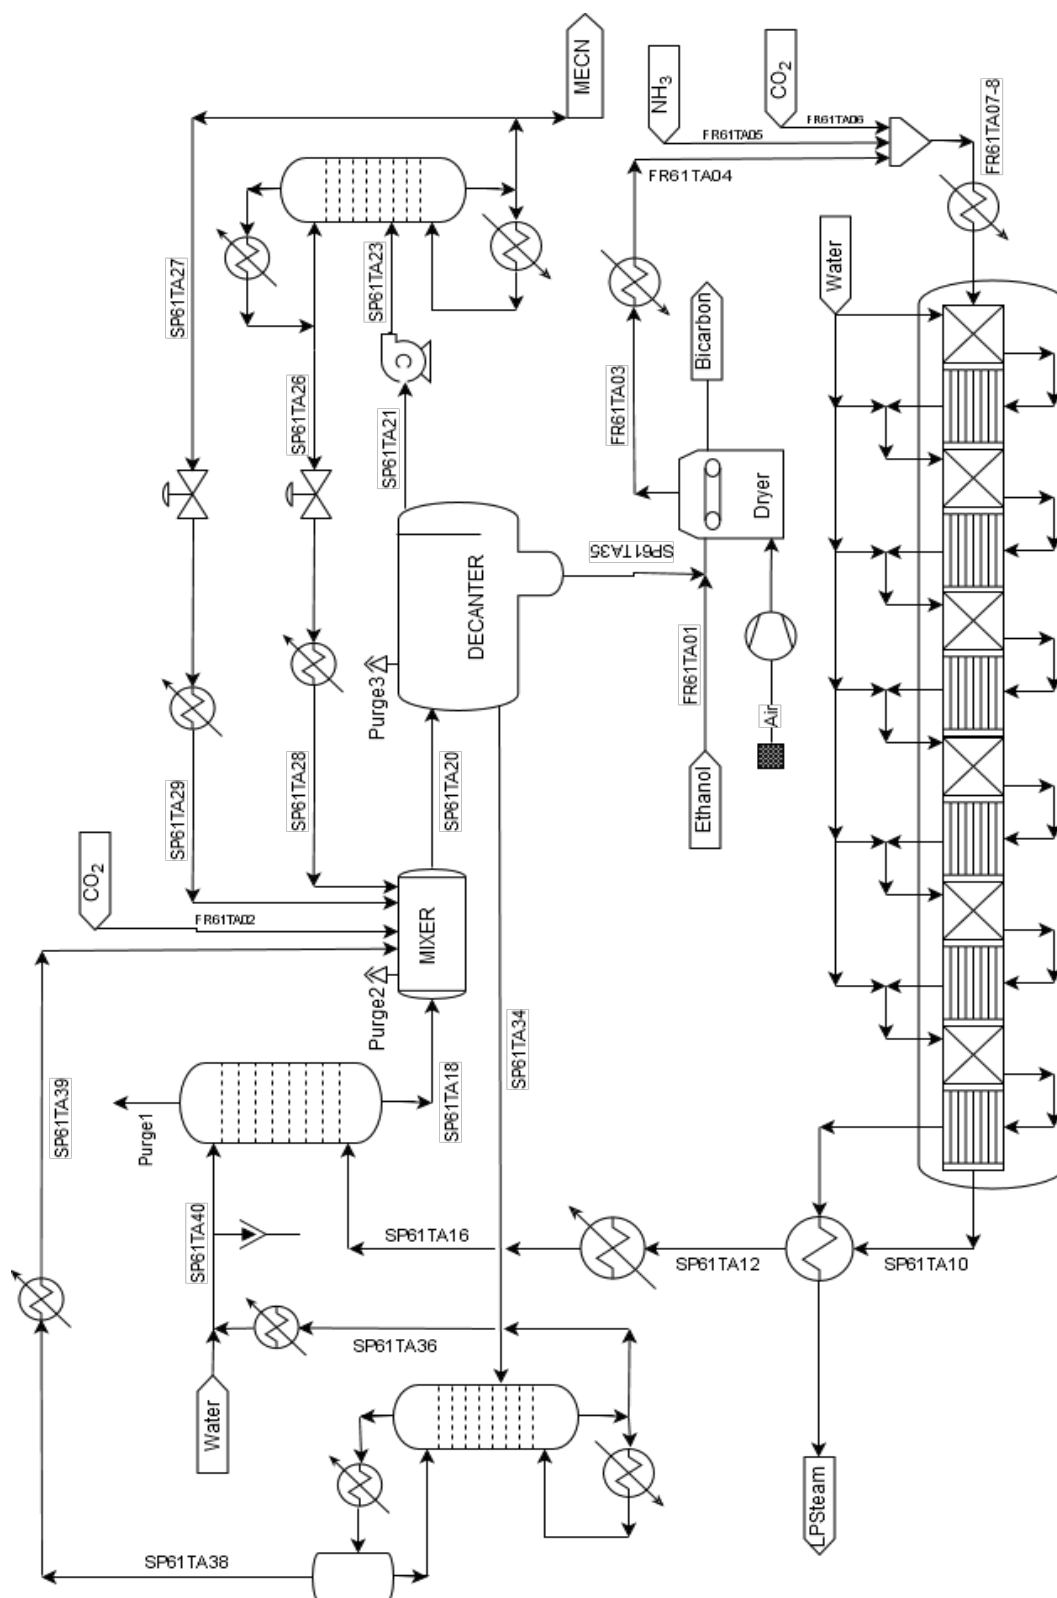 MECN
NH3
CO2
FR61TA06
FR61TA05
FR61TA04
FR61TA07-8
SP61TA27
SP61TA23
SP61TA26
SP61TA21
C
FR61TA03
Bicarbon
Water
Dryer
DECANTER
SP61TA35
FR61TA01
Purge3
Air
Ethanol
SP61TA29
SP61TA28
SP61TA20
CO2
FR61TA02
MIXER
Purge2
SP61TA34
SP61TA39
Purge1
SP61TA18
SP61TA40
SP61TA16
SP61TA12
SP61TA10
SP61TA36
Water
LPSteam
SP61TA38